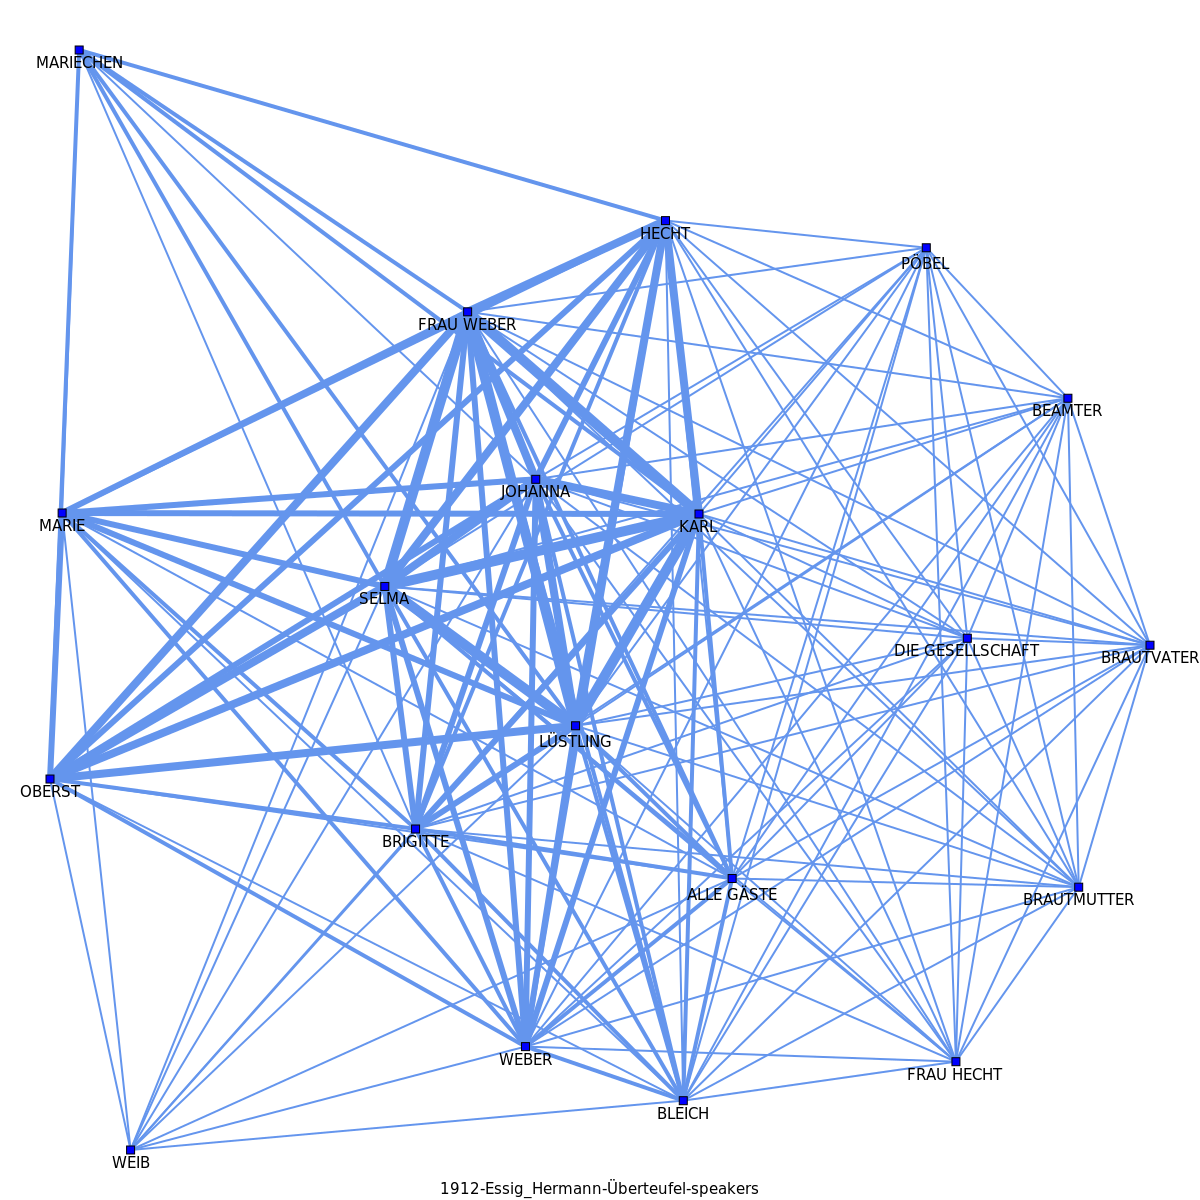 MARIECHEN
HECHT
PÖBEL
FRAU WEBER
BEAMTER
JOHANNA
MARIE
KARL
SELMA
DIE GESELLSCHAFT
BRAUTVATER
LÜSTLING
OBERST
BRIGITTE
ALLE GÄSTE
BRAUTMUTTER
WEBER
FRAU HECHT
BLEICH
WEIB
1912-Essig_Hermann-Überteufel-speakers